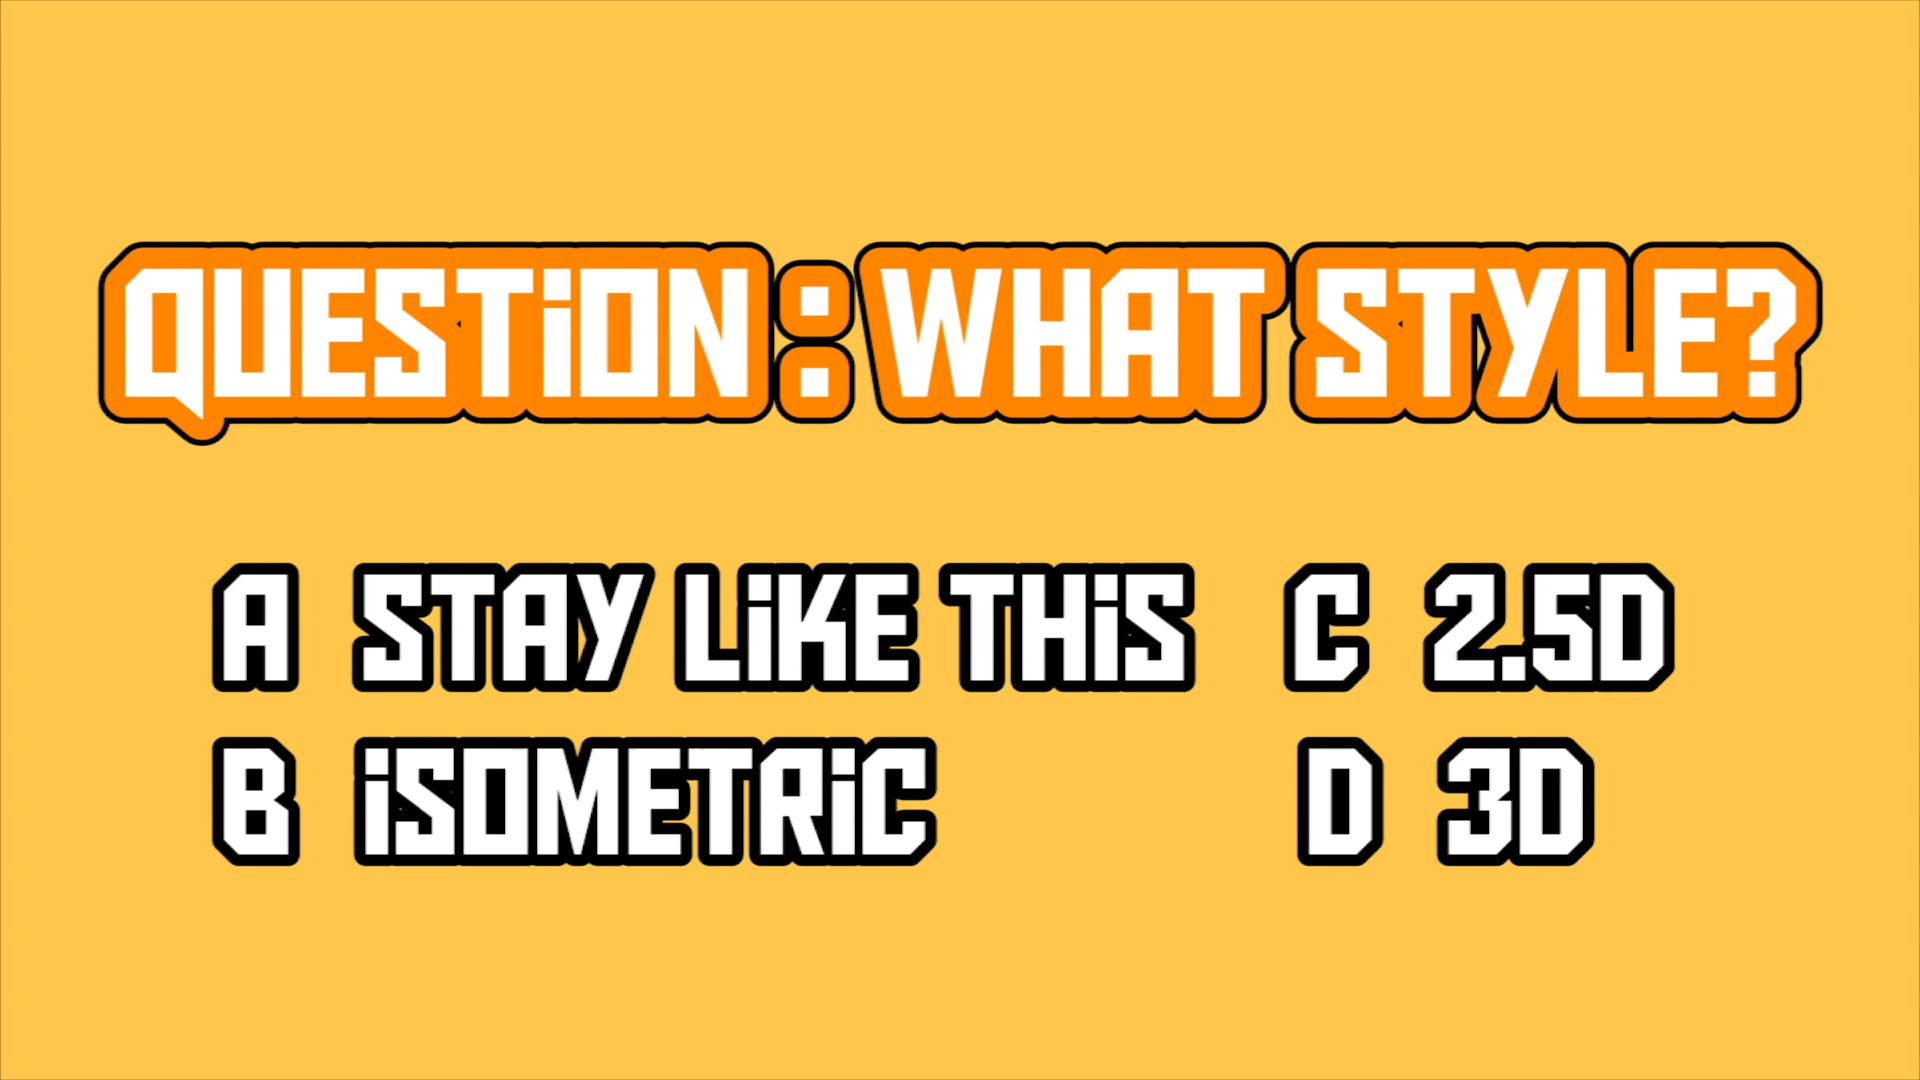 QUESTION: WHAT STYLE?
A STAY LIKE THIS
B ISOMETRIC
C 2.5D
D 3D